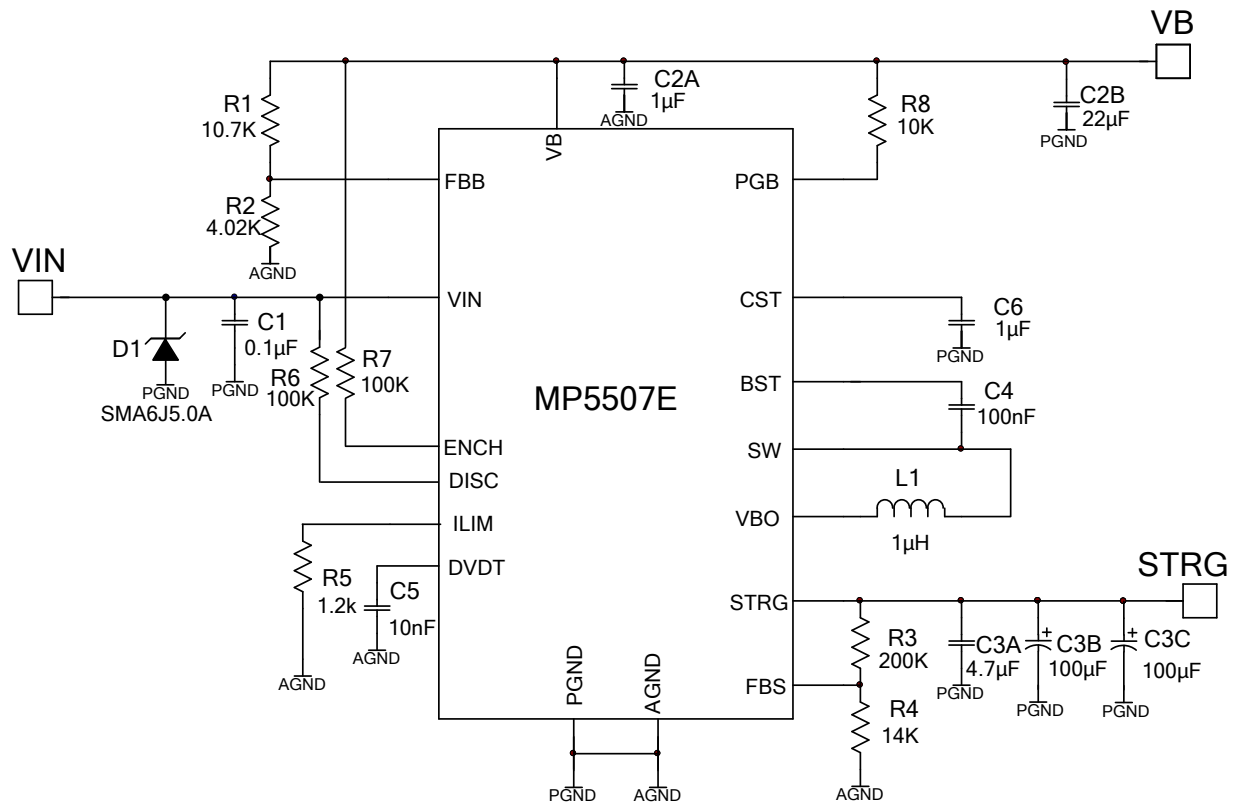 VB
C2A
1µF
AGND
R1
10.7K
R8
10K
C2B
22µF
PGND
VB
FBB
PGB
R2
4.02K
AGND
VIN
VIN
CST
C6
1µF
PGND
D1
PGND
SMA6J5.0A
C1
0.1µF
PGND
R6
100K
R7
100K
MP5507E
BST
C4
100nF
SW
ENCH
DISC
L1
1µH
VBO
ILIM
R5
1.2k
AGND
DVDT
C5
10nF
AGND
STRG
STRG
R3
200K
C3A
4.7µF
PGND
C3B
+
100µF
PGND
C3C
+
100µF
PGND
FBS
R4
14K
AGND
PGND
AGND
PGND
AGND